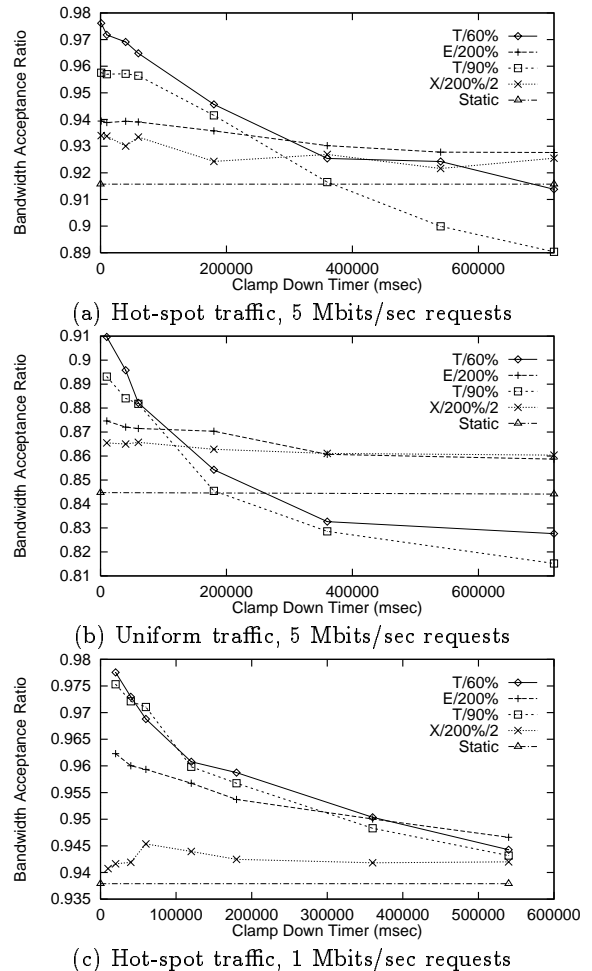 0.98
0.97
0.96
0.95
0.94
0.93
0.92
0.91
0.9
0.89
Bandwidth Acceptance Ratio
T/60%
E/200%
T/90%
X/200%/2
Static
0 200000 400000 600000
Clamp Down Timer (msec)
(a) Hot-spot traffic, 5 Mbits/sec requests
0.91
0.9
0.89
0.88
0.87
0.86
0.85
0.84
0.83
0.82
0.81
Bandwidth Acceptance Ratio
T/60%
E/200%
T/90%
X/200%/2
Static
0 200000 400000 600000
Clamp Down Timer (msec)
(b) Uniform traffic, 5 Mbits/sec requests
0.98
0.975
0.97
0.965
0.96
0.955
0.95
0.945
0.94
0.935
Bandwidth Acceptance Ratio
T/60%
E/200%
T/90%
X/200%/2
Static
0 100000 200000 300000 400000 500000 600000
Clamp Down Timer (msec)
(c) Hot-spot traffic, 1 Mbits/sec requests